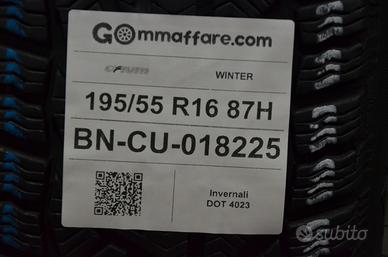 GOmmaffare.com
WINTER
195/55 R16 87H
BN-CU-018225
Invernali
DOT 4023
subito